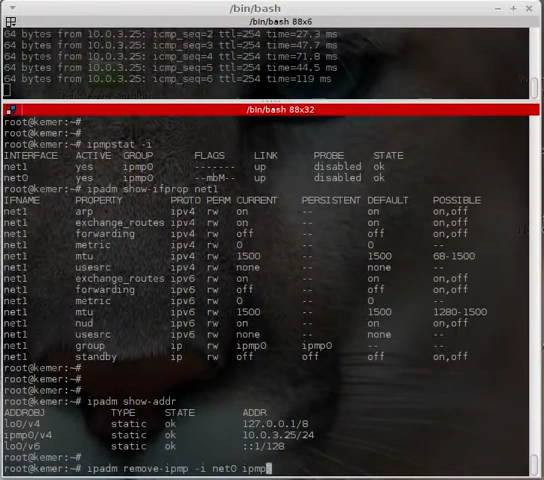 /bin/bash
/bin/bash 88x6
64 bytes from 10.0.3.25: icmp_seq=2 ttl=254 time=27.3 ms
64 bytes from 10.0.3.25: icmp_seq=3 ttl=254 time=47.7 ms
64 bytes from 10.0.3.25: icmp_seq=4 ttl=254 time=71.8 ms
64 bytes from 10.0.3.25: icmp_seq=5 ttl=254 time=44.5 ms
64 bytes from 10.0.3.25: icmp_seq=6 ttl=254 time=119 ms
/bin/bash 88x32
root@kemer:~#
root@kemer:~#
root@kemer:~# ipmpstat -i
INTERFACE ACTIVE GROUP FLAGS LINK PROBE STATE
net1 yes ipmp0 ------- up disabled ok
net0 yes ipmp0 --mbM-- up disabled ok
root@kemer:~# ipadm show-ifprop net1
IFNAME PROPERTY PROTO PERM CURRENT PERSISTENT DEFAULT POSSIBLE
net1 arp ipv4 rw on -- on on,off
net1 exchange_routes ipv4 rw on -- on on,off
net1 forwarding ipv4 rw off -- off on,off
net1 metric ipv4 rw 0 -- 0 --
net1 mtu ipv4 rw 1500 -- 1500 68-1500
net1 usesrc ipv4 rw none -- none --
net1 exchange_routes ipv6 rw on -- on on,off
net1 forwarding ipv6 rw off -- off on,off
net1 metric ipv6 rw 0 -- 0 --
net1 mtu ipv6 rw 1500 -- 1500 1280-1500
net1 nud ipv6 rw on -- on on,off
net1 usesrc ipv6 rw none -- none --
net1 group ip rw ipmp0 ipmp0 -- --
net1 standby ip rw off off off on,off
root@kemer:~#
root@kemer:~#
root@kemer:~# ipadm show-addr
ADDROBJ TYPE STATE ADDR
lo0/v4 static ok 127.0.0.1/8
ipmp0/v4 static ok 10.0.3.25/24
lo0/v6 static ok ::1/128
root@kemer:~#
root@kemer:~# ipadm remove-ipmp -i net0 ipmp